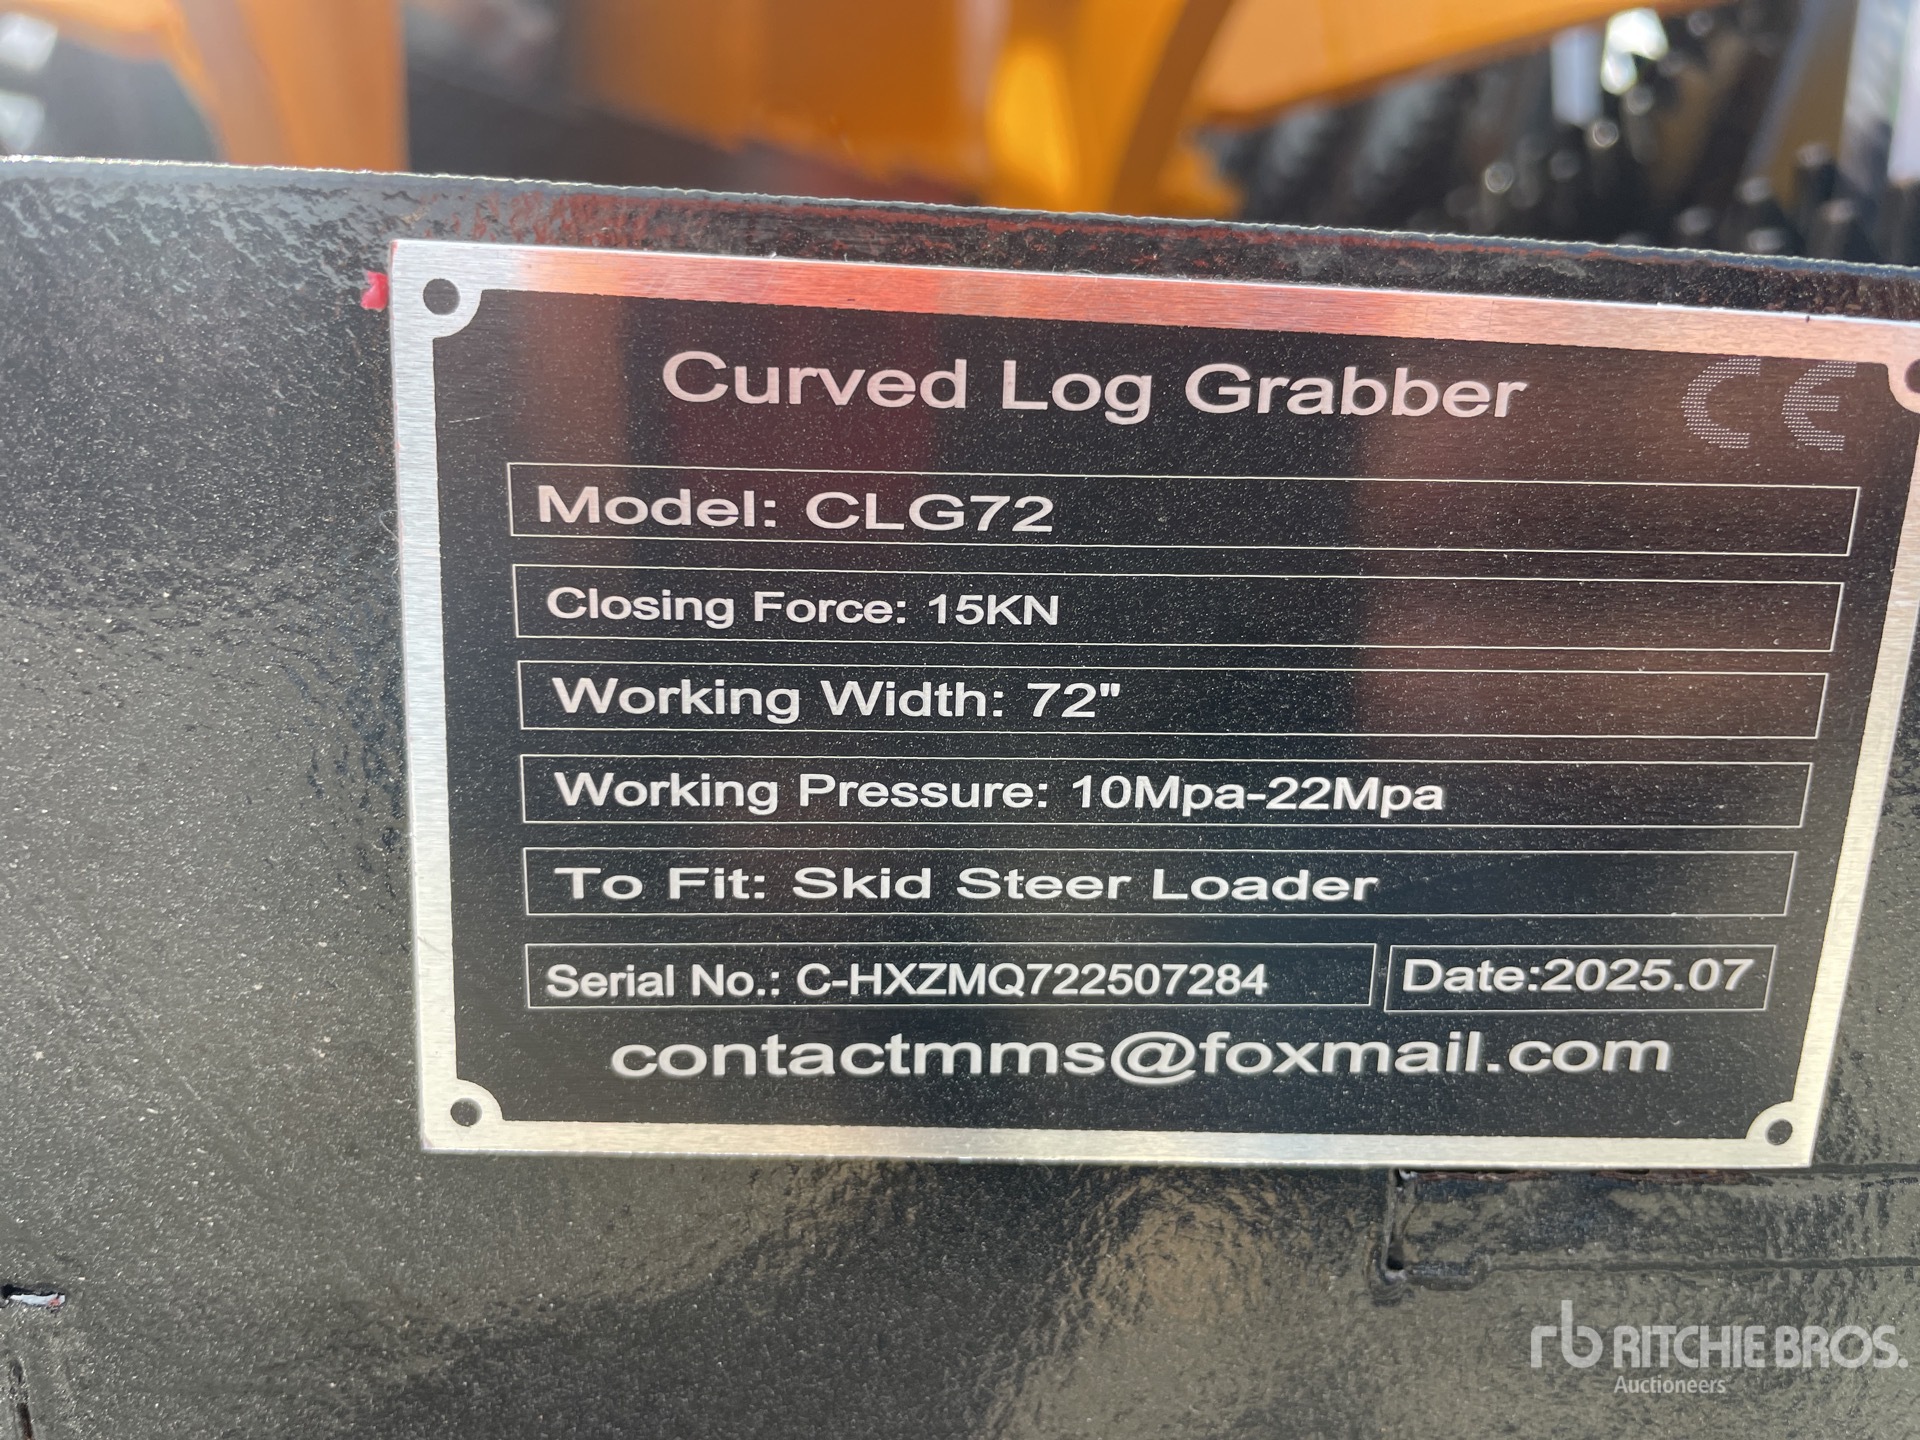 Curved Log Grabber
CE
Model: CLG72
Closing Force: 15KN
Working Width: 72"
Working Pressure: 10Mpa-22Mpa
To Fit: Skid Steer Loader
Serial No.: C-HXZMQ722507284
Date:2025.07
contactmms@foxmail.com
rb RITCHIE BROS.
Auctioneers